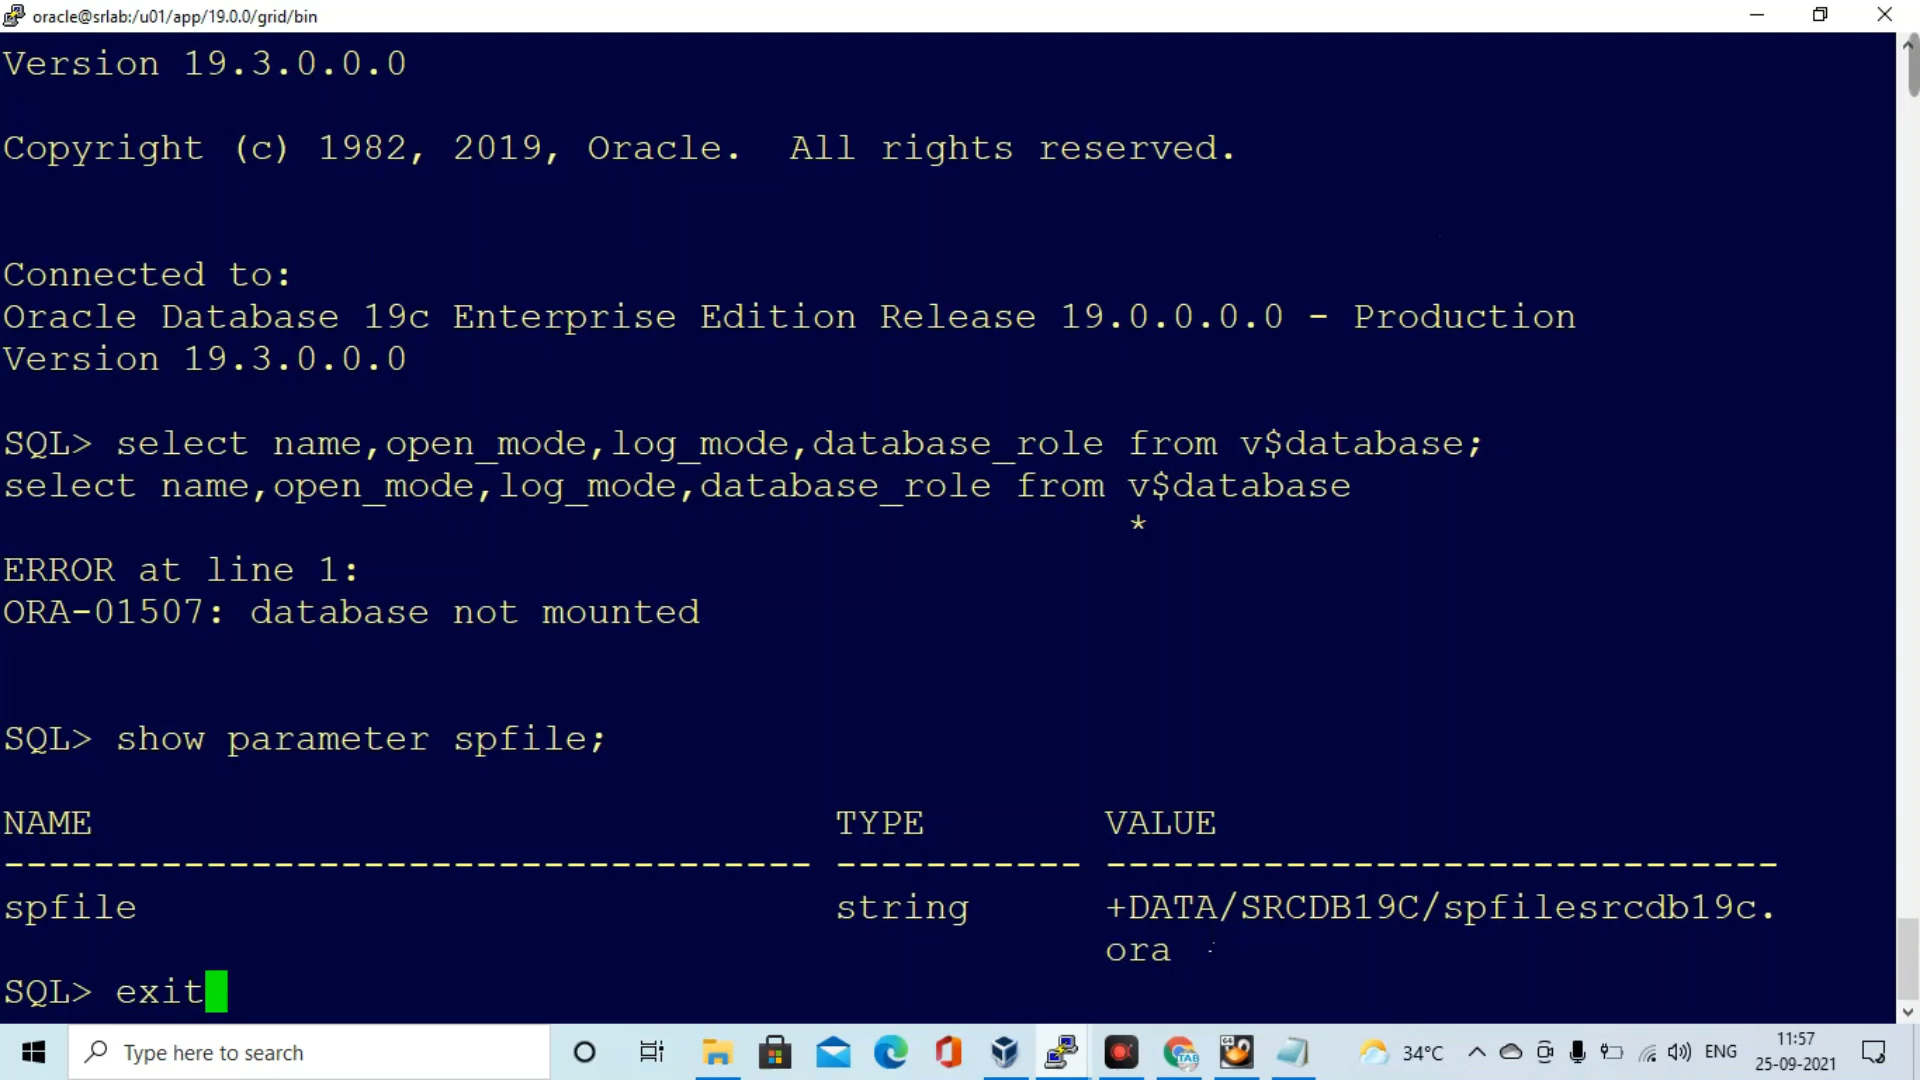 oracle@srlab:/u01/app/19.0.0/grid/bin
Version 19.3.0.0.0
Copyright (c) 1982, 2019, Oracle.  All rights reserved.
Connected to:
Oracle Database 19c Enterprise Edition Release 19.0.0.0.0 - Production
Version 19.3.0.0.0
SQL> select name,open_mode,log_mode,database_role from v$database;
select name,open_mode,log_mode,database_role from v$database
*
ERROR at line 1:
ORA-01507: database not mounted
SQL> show parameter spfile;
NAME                                 TYPE        VALUE
------------------------------------ ----------- ------------------------------
spfile                               string      +DATA/SRCDB19C/spfilesrcdb19c.
ora
SQL> exit
Type here to search
34°C
ENG
11:57
25-09-2021